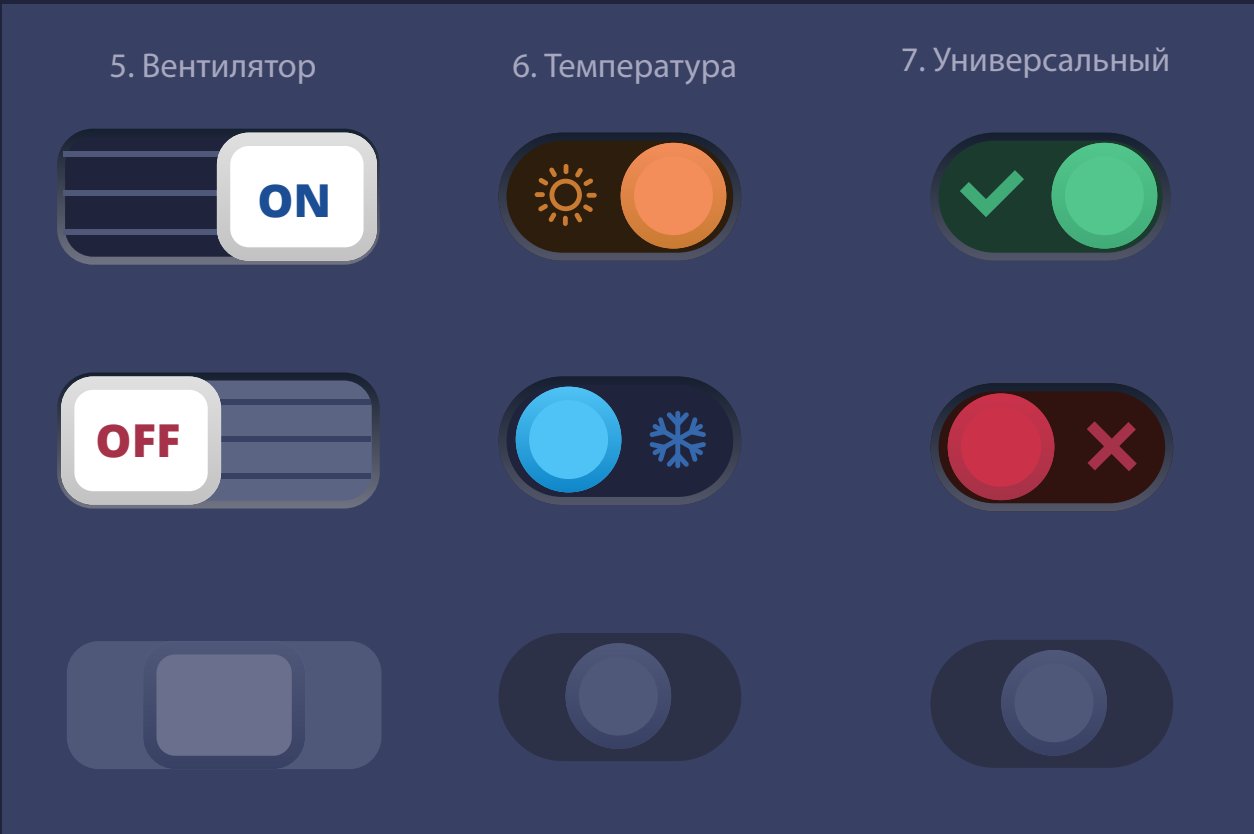 5. Вентилятор
6. Температура
7. Универсальный
ON
OFF